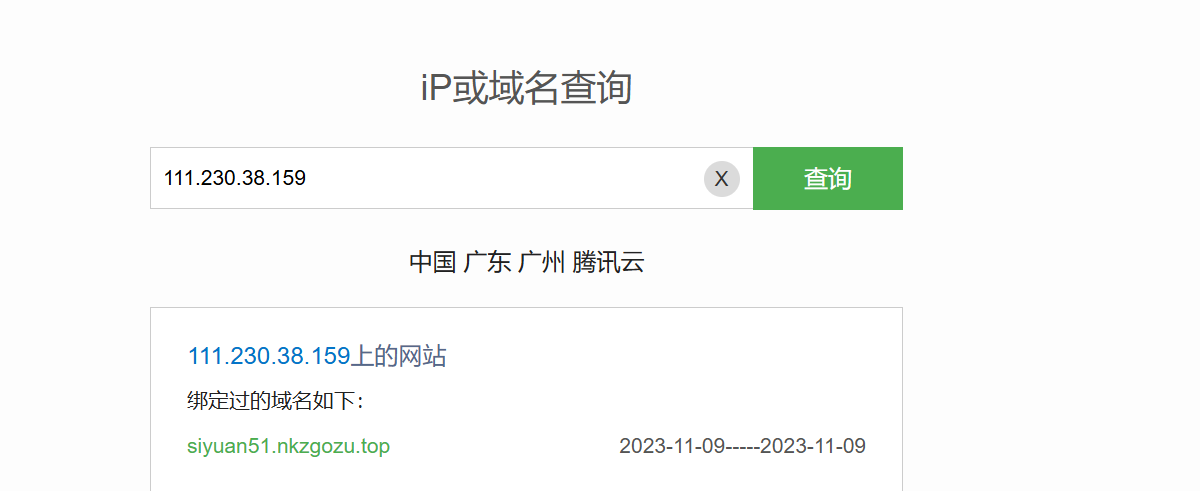 iP或域名查询
111.230.38.159 X 查询
中国 广东 广州 腾讯云
111.230.38.159上的网站
绑定过的域名如下：
siyuan51.nkzgozu.top 2023-11-09-----2023-11-09